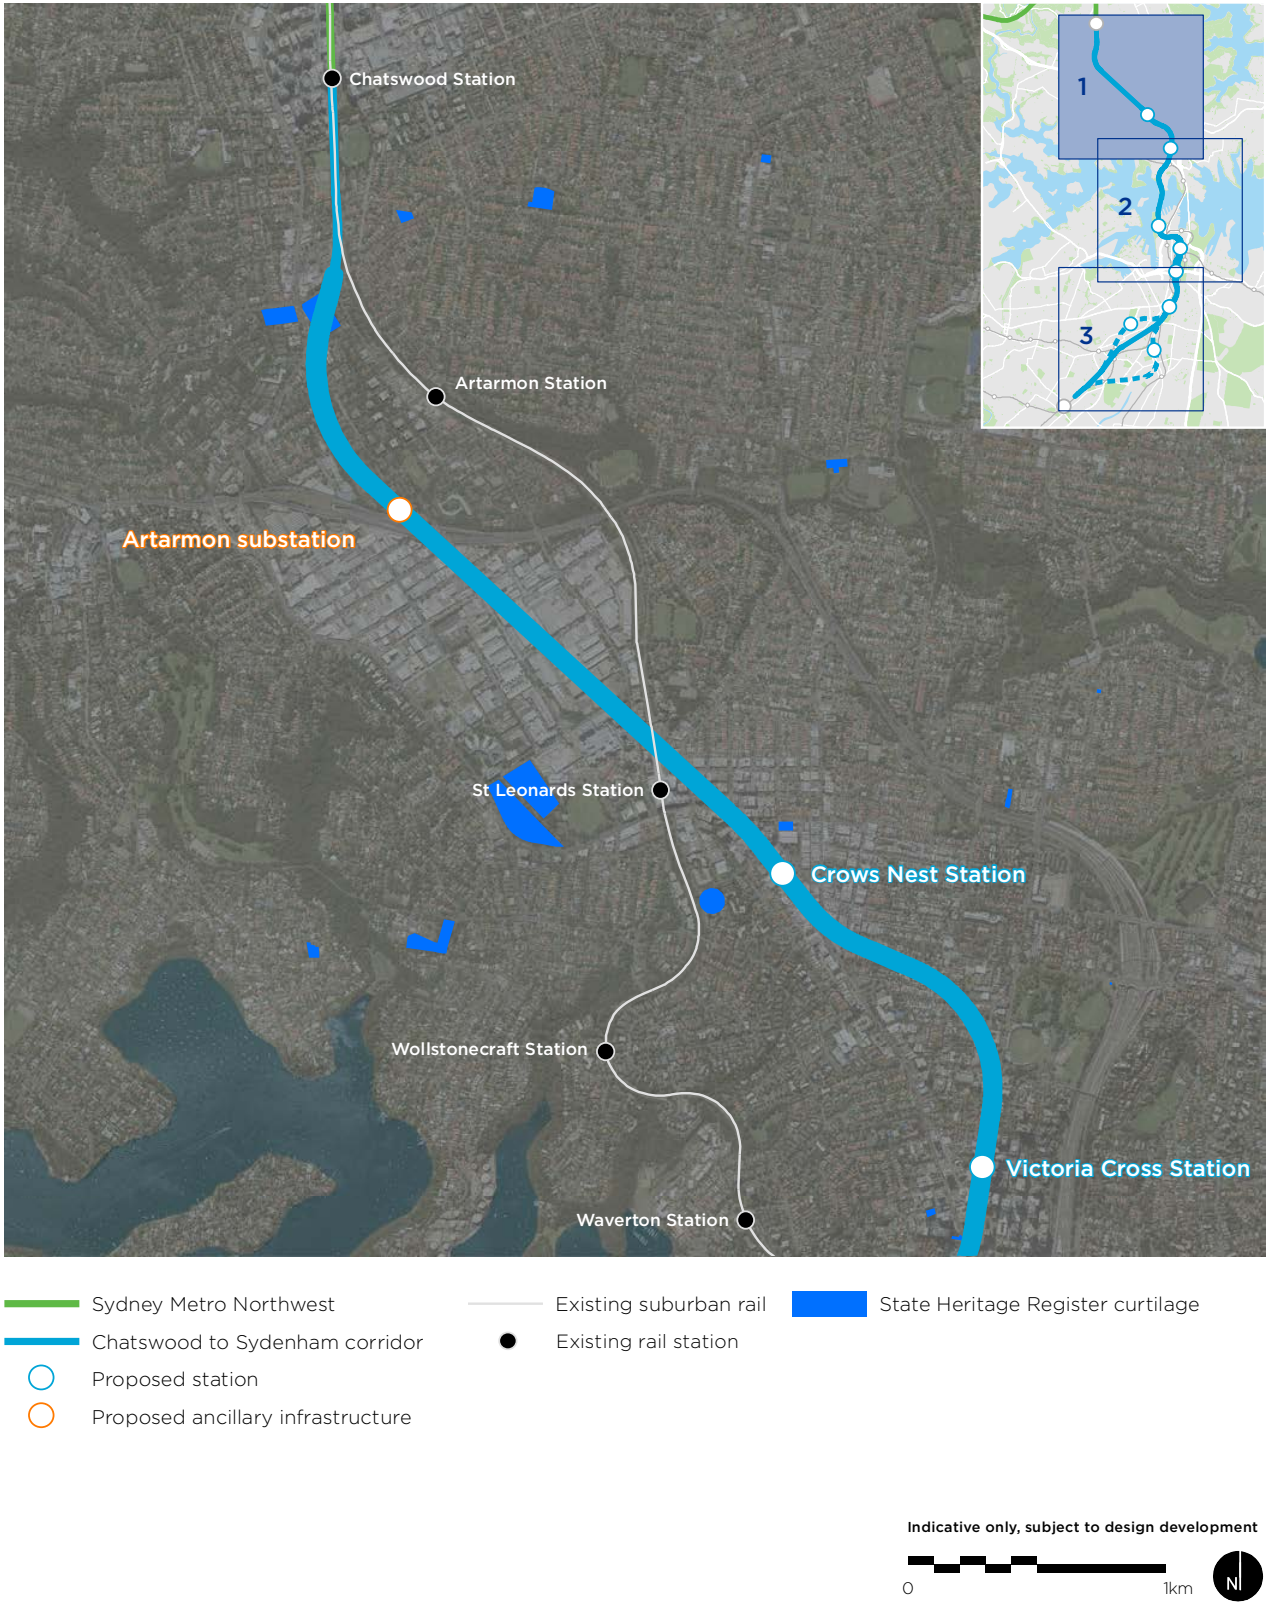 Chatswood Station
1
2
3
Artarmon Station
Artarmon substation
St Leonards Station
Crows Nest Station
Wollstonecraft Station
Victoria Cross Station
Waverton Station
Sydney Metro Northwest
Existing suburban rail
State Heritage Register curtilage
Chatswood to Sydenham corridor
Existing rail station
Proposed station
Proposed ancillary infrastructure
Indicative only, subject to design development
0
1km
N